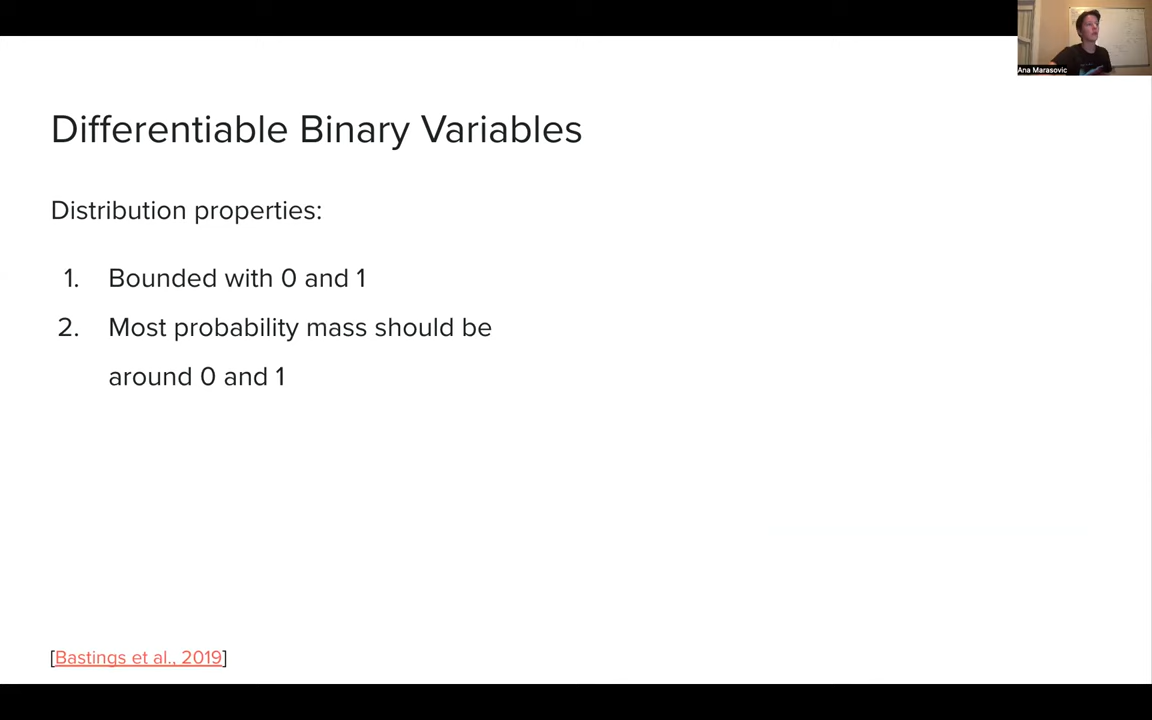 Ana Marasovic
Differentiable Binary Variables
Distribution properties:
1. Bounded with 0 and 1
2. Most probability mass should be
around 0 and 1
[Bastings et al., 2019]